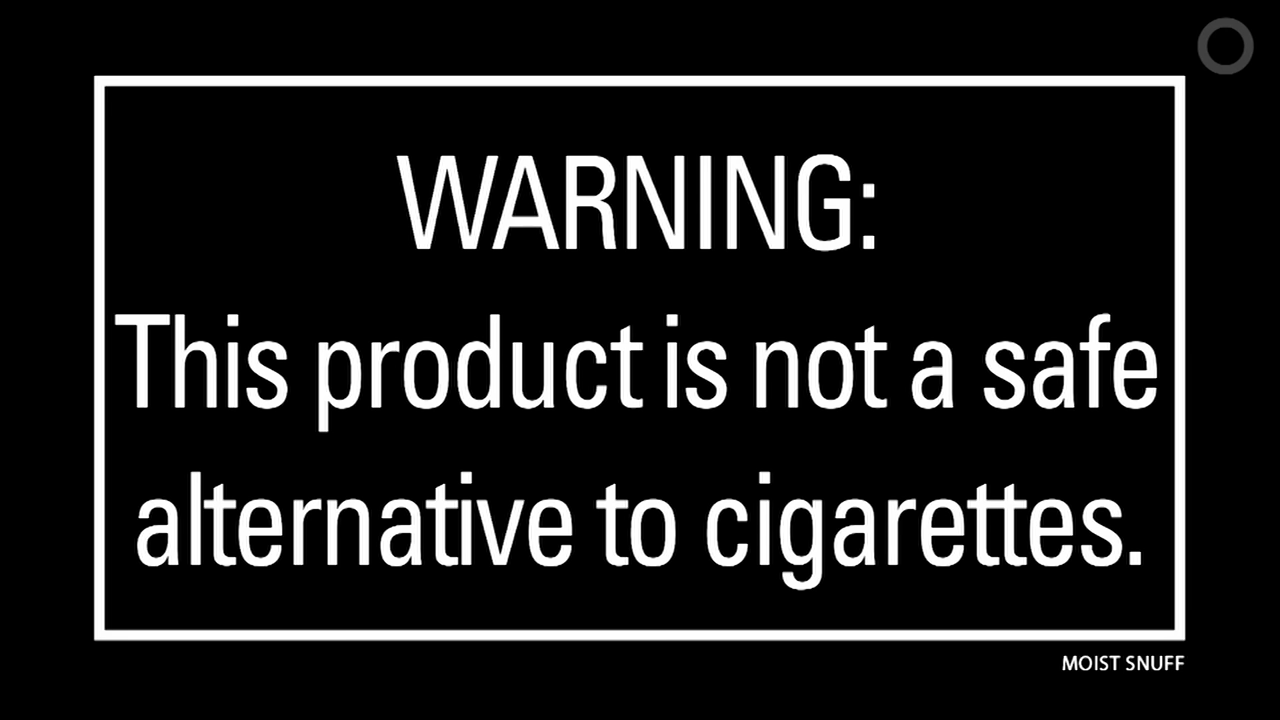 WARNING:
This product is not a safe
alternative to cigarettes.
MOIST SNUFF